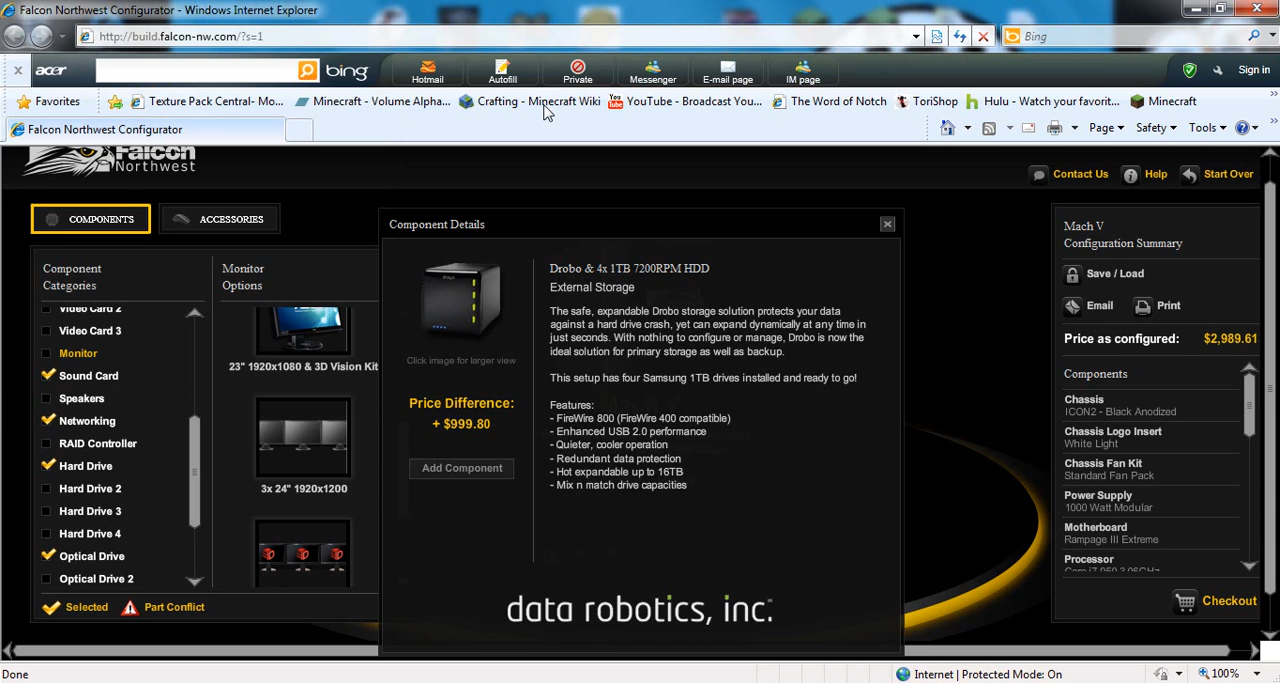 Falcon Northwest Configurator - Windows Internet Explorer
http://build.falcon-nw.com/?s=1
Bing
acer
bing
Hotmail
Autofill
Private
Messenger
E-mail page
IM page
Sign in
Favorites
Texture Pack Central- Mo...
Minecraft - Volume Alpha...
Crafting - Minecraft Wiki
YouTube - Broadcast You...
The Word of Notch
ToriShop
Hulu - Watch your favorit...
Minecraft
Falcon Northwest Configurator
Page
Safety
Tools
Falcon
Northwest
Contact Us
Help
Start Over
COMPONENTS
ACCESSORIES
Component
Categories
Video Card 2
Video Card 3
Monitor
Sound Card
Speakers
Networking
RAID Controller
Hard Drive
Hard Drive 2
Hard Drive 3
Hard Drive 4
Optical Drive
Optical Drive 2
Selected
Part Conflict
Monitor
Options
23" 1920x1080 & 3D Vision Kit
3x 24" 1920x1200
Component Details
Click image for larger view
Price Difference:
+ $999.80
Add Component
Drobo & 4x 1TB 7200RPM HDD
External Storage
The safe, expandable Drobo storage solution protects your data
against a hard drive crash, yet can expand dynamically at any time in
just seconds. With nothing to configure or manage, Drobo is now the
ideal solution for primary storage as well as backup.
This setup has four Samsung 1TB drives installed and ready to go!
Features:
- FireWire 800 (FireWire 400 compatible)
- Enhanced USB 2.0 performance
- Quieter, cooler operation
- Redundant data protection
- Hot expandable up to 16TB
- Mix n match drive capacities
data robotics, inc.™
Mach V
Configuration Summary
Save / Load
Email
Print
Price as configured: $2,989.61
Components
Chassis
ICON2 - Black Anodized
Chassis Logo Insert
White Light
Chassis Fan Kit
Standard Fan Pack
Power Supply
1000 Watt Modular
Motherboard
Rampage III Extreme
Processor
Core i7 950 3.06GHz
Checkout
Done
Internet | Protected Mode: On
100%